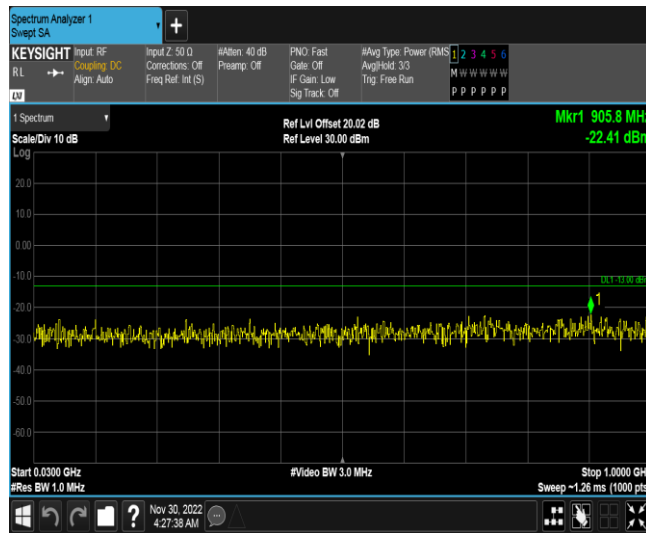 Spectrum Analyzer 1
Swept SA
KEYSIGHT
RL
LXI
Input: RF
Coupling: DC
Align: Auto
Input Z: 50 Ω
Corrections: Off
Freq Ref: Int (S)
#Atten: 40 dB
Preamp: Off
PNO: Fast
Gate: Off
IF Gain: Low
Sig Track: Off
#Avg Type: Power (RMS
Avg|Hold: 3/3
Trig: Free Run
1 2 3 4 5 6
M W W W W W
P P P P P P
1 Spectrum
Scale/Div 10 dB
Ref Lvl Offset 20.02 dB
Ref Level 30.00 dBm
Mkr1 905.8 MHz
-22.41 dBm
Log
20.0
10.0
0.00
-10.0
DL1 -13.00 dBm
1
-20.0
-30.0
-40.0
-50.0
-60.0
Start 0.0300 GHz
#Res BW 1.0 MHz
#Video BW 3.0 MHz
Stop 1.0000 GH
Sweep ~1.26 ms (1000 pts
?
Nov 30, 2022
4:27:38 AM